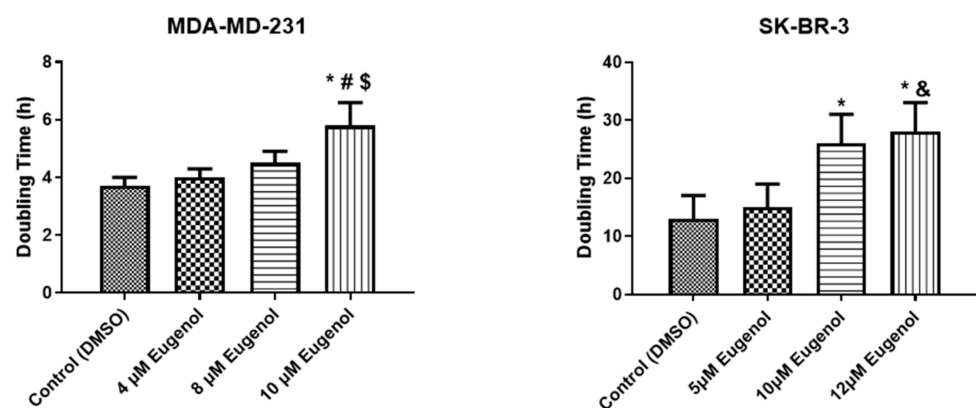 MDA-MD-231
Doubling Time (h)
8
6
4
2
0
* # $
Control (DMSO)
4 µM Eugenol
8 µM Eugenol
10 µM Eugenol
SK-BR-3
Doubling Time (h)
40
30
20
10
0
*
* &
Control (DMSO)
5µM Eugenol
10µM Eugenol
12µM Eugenol